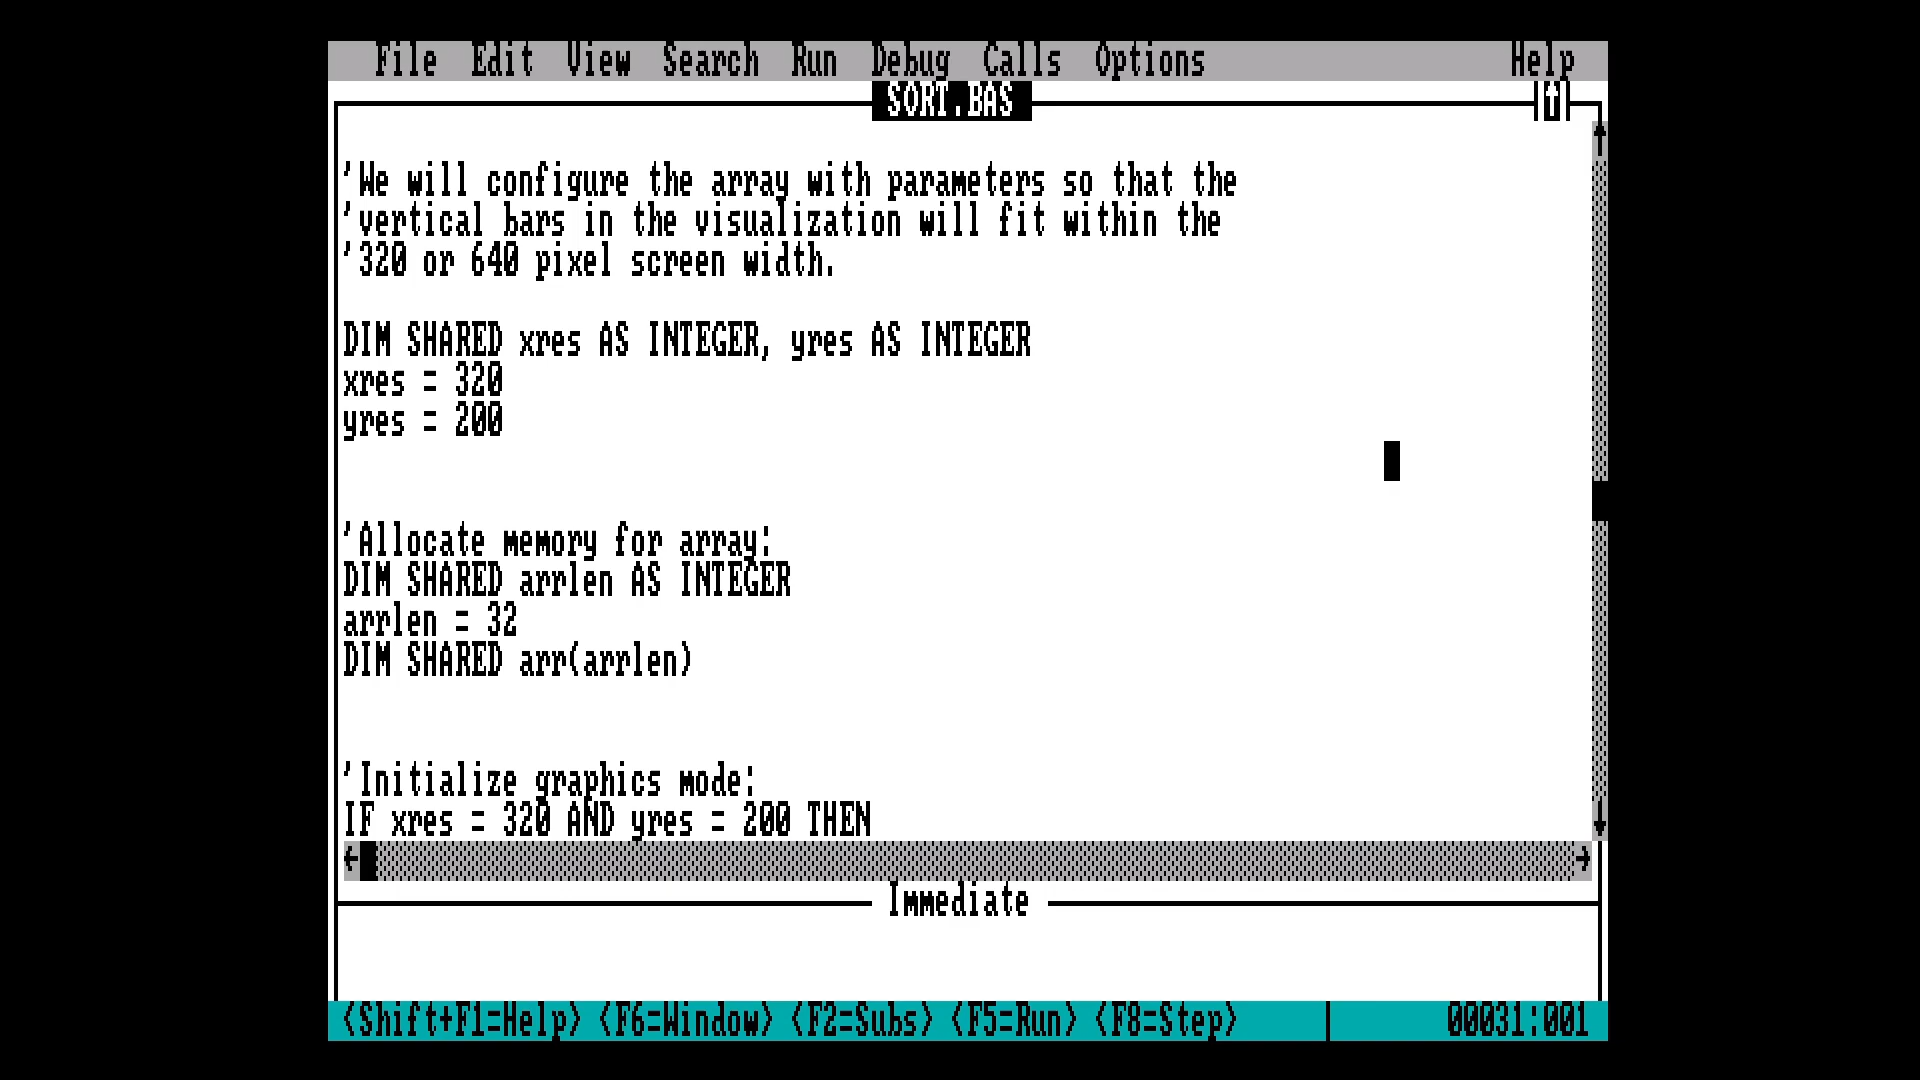 File Edit View Search Run Debug Calls Options Help
SORT.BAS
'We will configure the array with parameters so that the
'vertical bars in the visualization will fit within the
'320 or 640 pixel screen width.
DIM SHARED xres AS INTEGER, yres AS INTEGER
xres = 320
yres = 200
'Allocate memory for array:
DIM SHARED arrlen AS INTEGER
arrlen = 32
DIM SHARED arr(arrlen)
'Initialize graphics mode:
IF xres = 320 AND yres = 200 THEN
Immediate
<Shift+F1=Help> <F6=Window> <F2=Subs> <F5=Run> <F8=Step> 00031:001